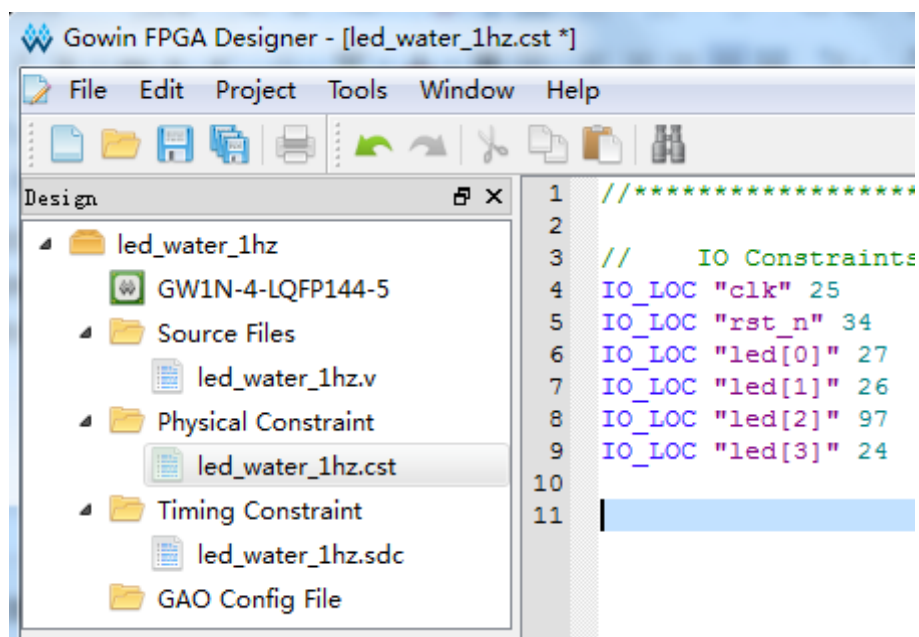 Gowin FPGA Designer - [led_water_1hz.cst *]
File Edit Project Tools Window Help
Design
led_water_1hz
GW1N-4-LQFP144-5
Source Files
led_water_1hz.v
Physical Constraint
led_water_1hz.cst
Timing Constraint
led_water_1hz.sdc
GAO Config File
1 //*******************
2
3 // IO Constraints
4 IO_LOC "clk" 25
5 IO_LOC "rst_n" 34
6 IO_LOC "led[0]" 27
7 IO_LOC "led[1]" 26
8 IO_LOC "led[2]" 97
9 IO_LOC "led[3]" 24
10
11